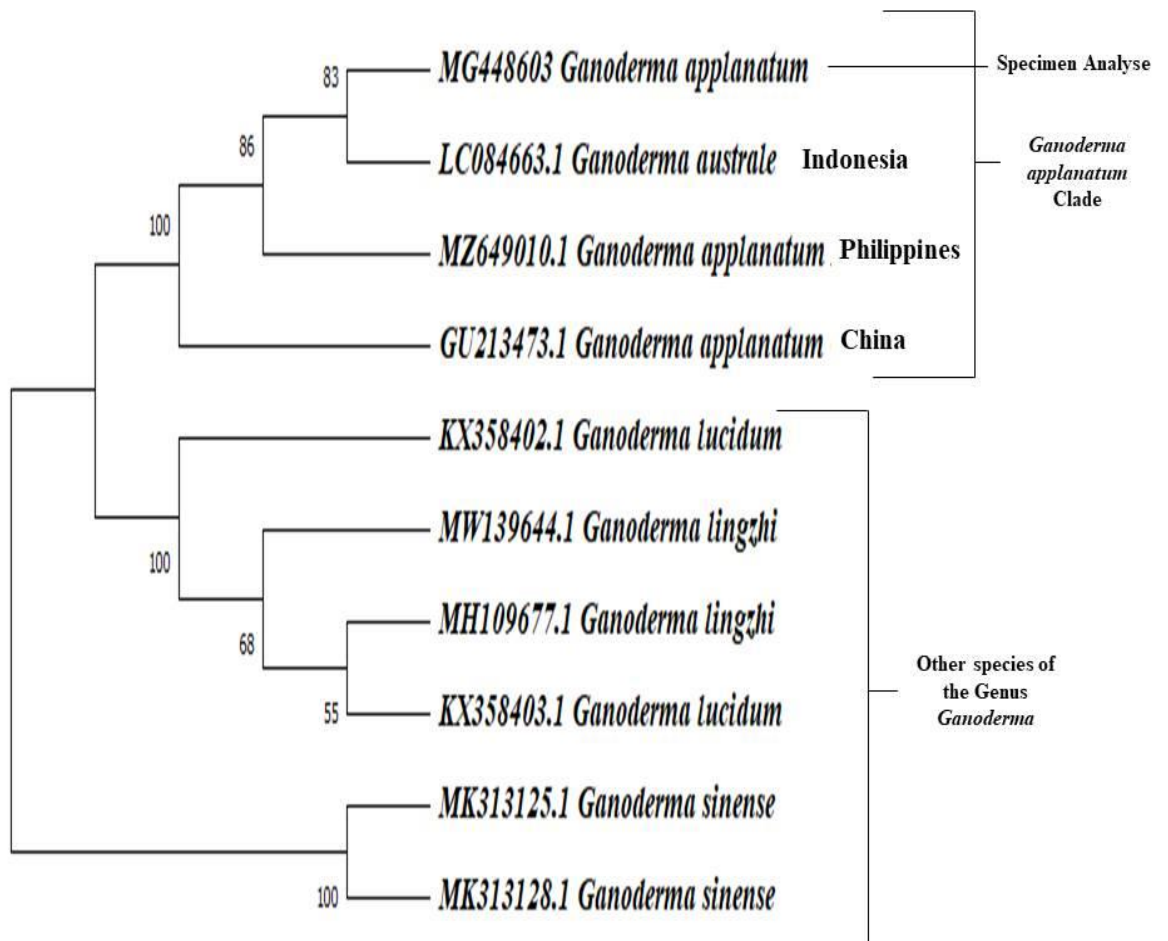 83
MG448603 Ganoderma applanatum
Specimen Analyse
86
LC084663.1 Ganoderma australe Indonesia
Ganoderma
applanatum
Clade
100
MZ649010.1 Ganoderma applanatum Philippines
GU213473.1 Ganoderma applanatum China
KX358402.1 Ganoderma lucidum
MW139644.1 Ganoderma lingzhi
100
MH109677.1 Ganoderma lingzhi
68
Other species of
the Genus
Ganoderma
55
KX358403.1 Ganoderma lucidum
MK313125.1 Ganoderma sinense
100
MK313128.1 Ganoderma sinense